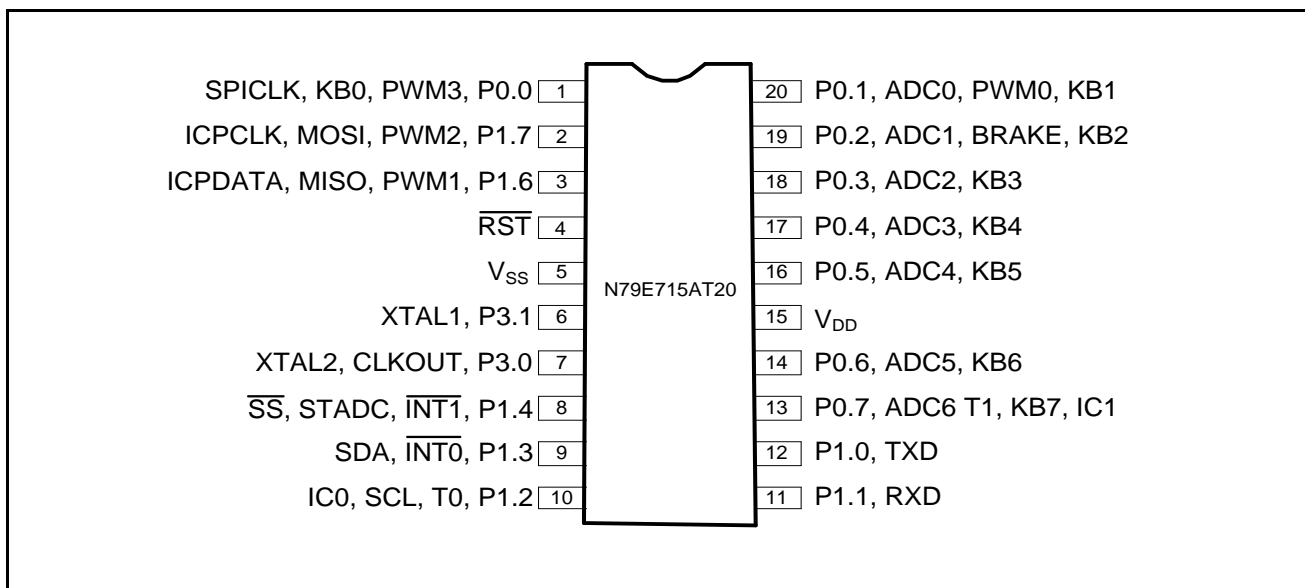 SPICLK, KB0, PWM3, P0.0 1 20 P0.1, ADC0, PWM0, KB1
ICPCLK, MOSI, PWM2, P1.7 2 19 P0.2, ADC1, BRAKE, KB2
ICPDATA, MISO, PWM1, P1.6 3 18 P0.3, ADC2, KB3
R̅S̅T̅ 4 17 P0.4, ADC3, KB4
VSS 5 16 P0.5, ADC4, KB5
N79E715AT20
XTAL1, P3.1 6 15 VDD
XTAL2, CLKOUT, P3.0 7 14 P0.6, ADC5, KB6
S̅S̅, STADC, I̅N̅T̅1̅, P1.4 8 13 P0.7, ADC6 T1, KB7, IC1
SDA, I̅N̅T̅0̅, P1.3 9 12 P1.0, TXD
IC0, SCL, T0, P1.2 10 11 P1.1, RXD